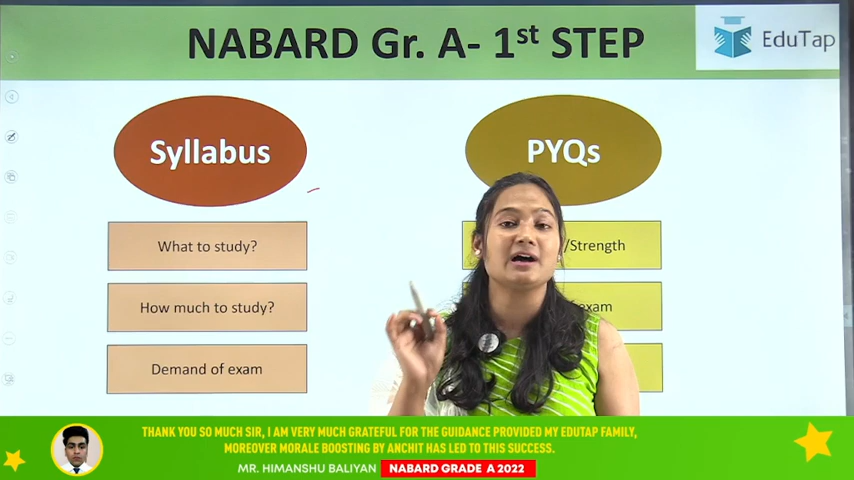 NABARD Gr. A- 1st STEP
EduTap
Syllabus
PYQs
What to study?
/Strength
How much to study?
exam
Demand of exam
THANK YOU SO MUCH SIR, I AM VERY MUCH GRATEFUL FOR THE GUIDANCE PROVIDED MY EDUTAP FAMILY,
MOREOVER MORALE BOOSTING BY ANCHIT HAS LED TO THIS SUCCESS.
MR. HIMANSHU BALIYAN NABARD GRADE A 2022